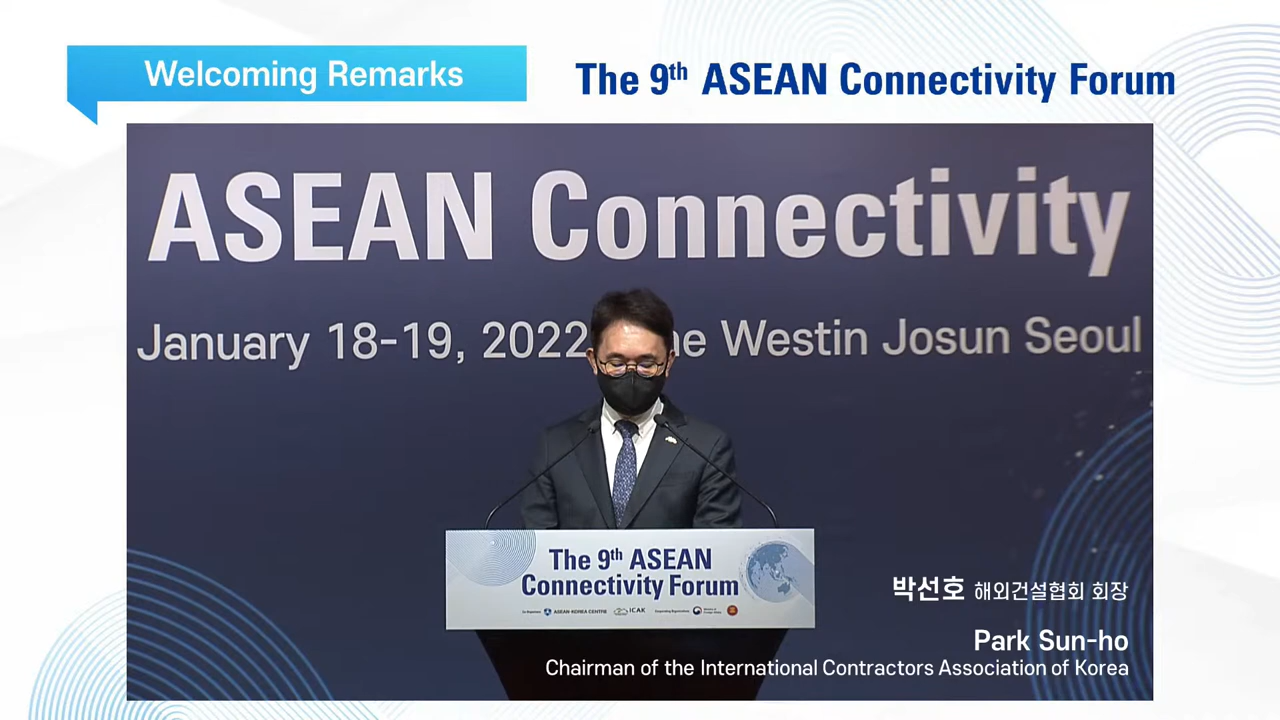 Welcoming Remarks
The 9th ASEAN Connectivity Forum
ASEAN Connectivity
January 18-19, 2022 Westin Josun Seoul
The 9th ASEAN
Connectivity Forum
ASEAN-KOREA CENTRE ICAK
박선호 해외건설협회 회장
Park Sun-ho
Chairman of the International Contractors Association of Korea